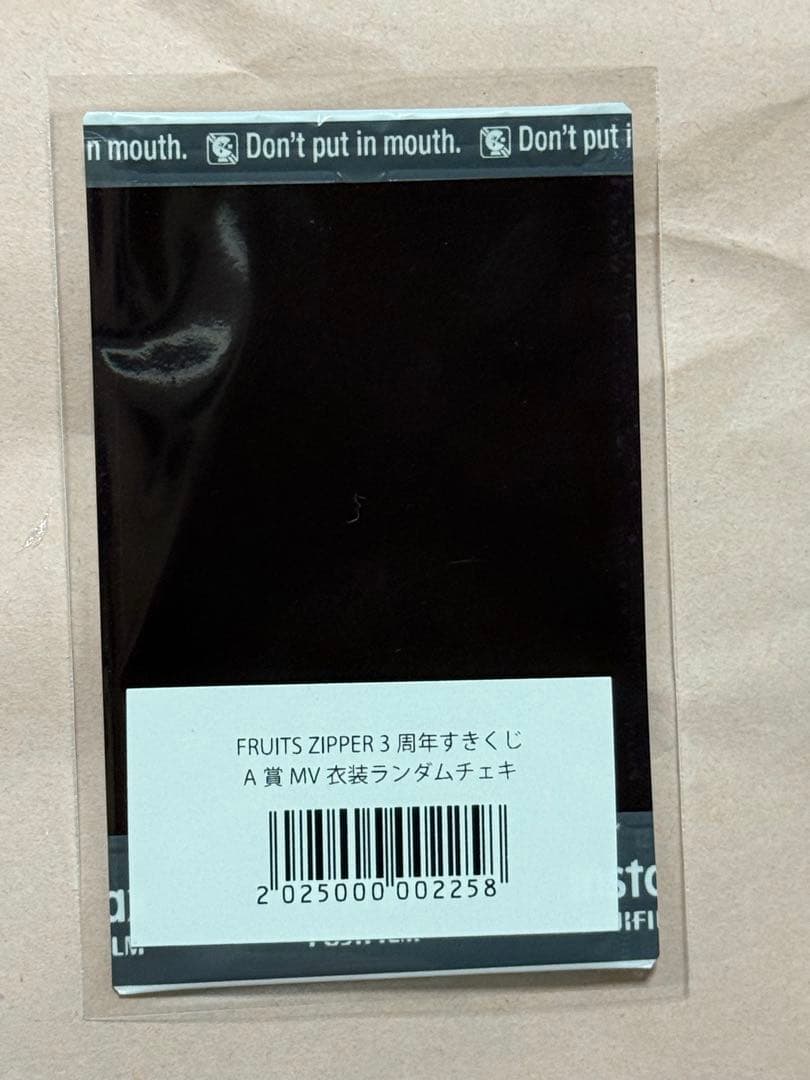 n mouth. Don't put in mouth. Don't put i
FRUITS ZIPPER 3 周年すきくじ
A 賞 MV 衣装ランダムチェキ
2 025000 002258